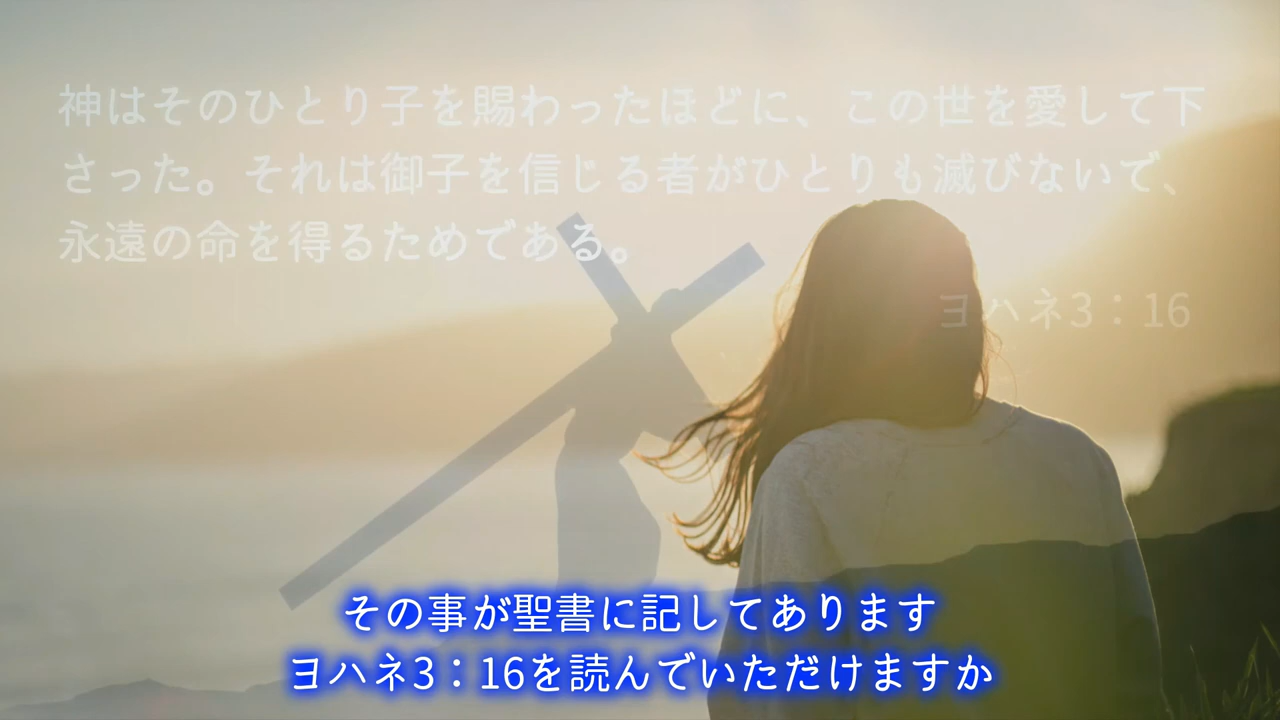 神はそのひとり子を賜わったほどに、この世を愛して下
さった。それは御子を信じる者がひとりも滅びないで、
永遠の命を得るためである。
ヨハネ3：16
その事が聖書に記してあります
ヨハネ3：16を読んでいただけますか